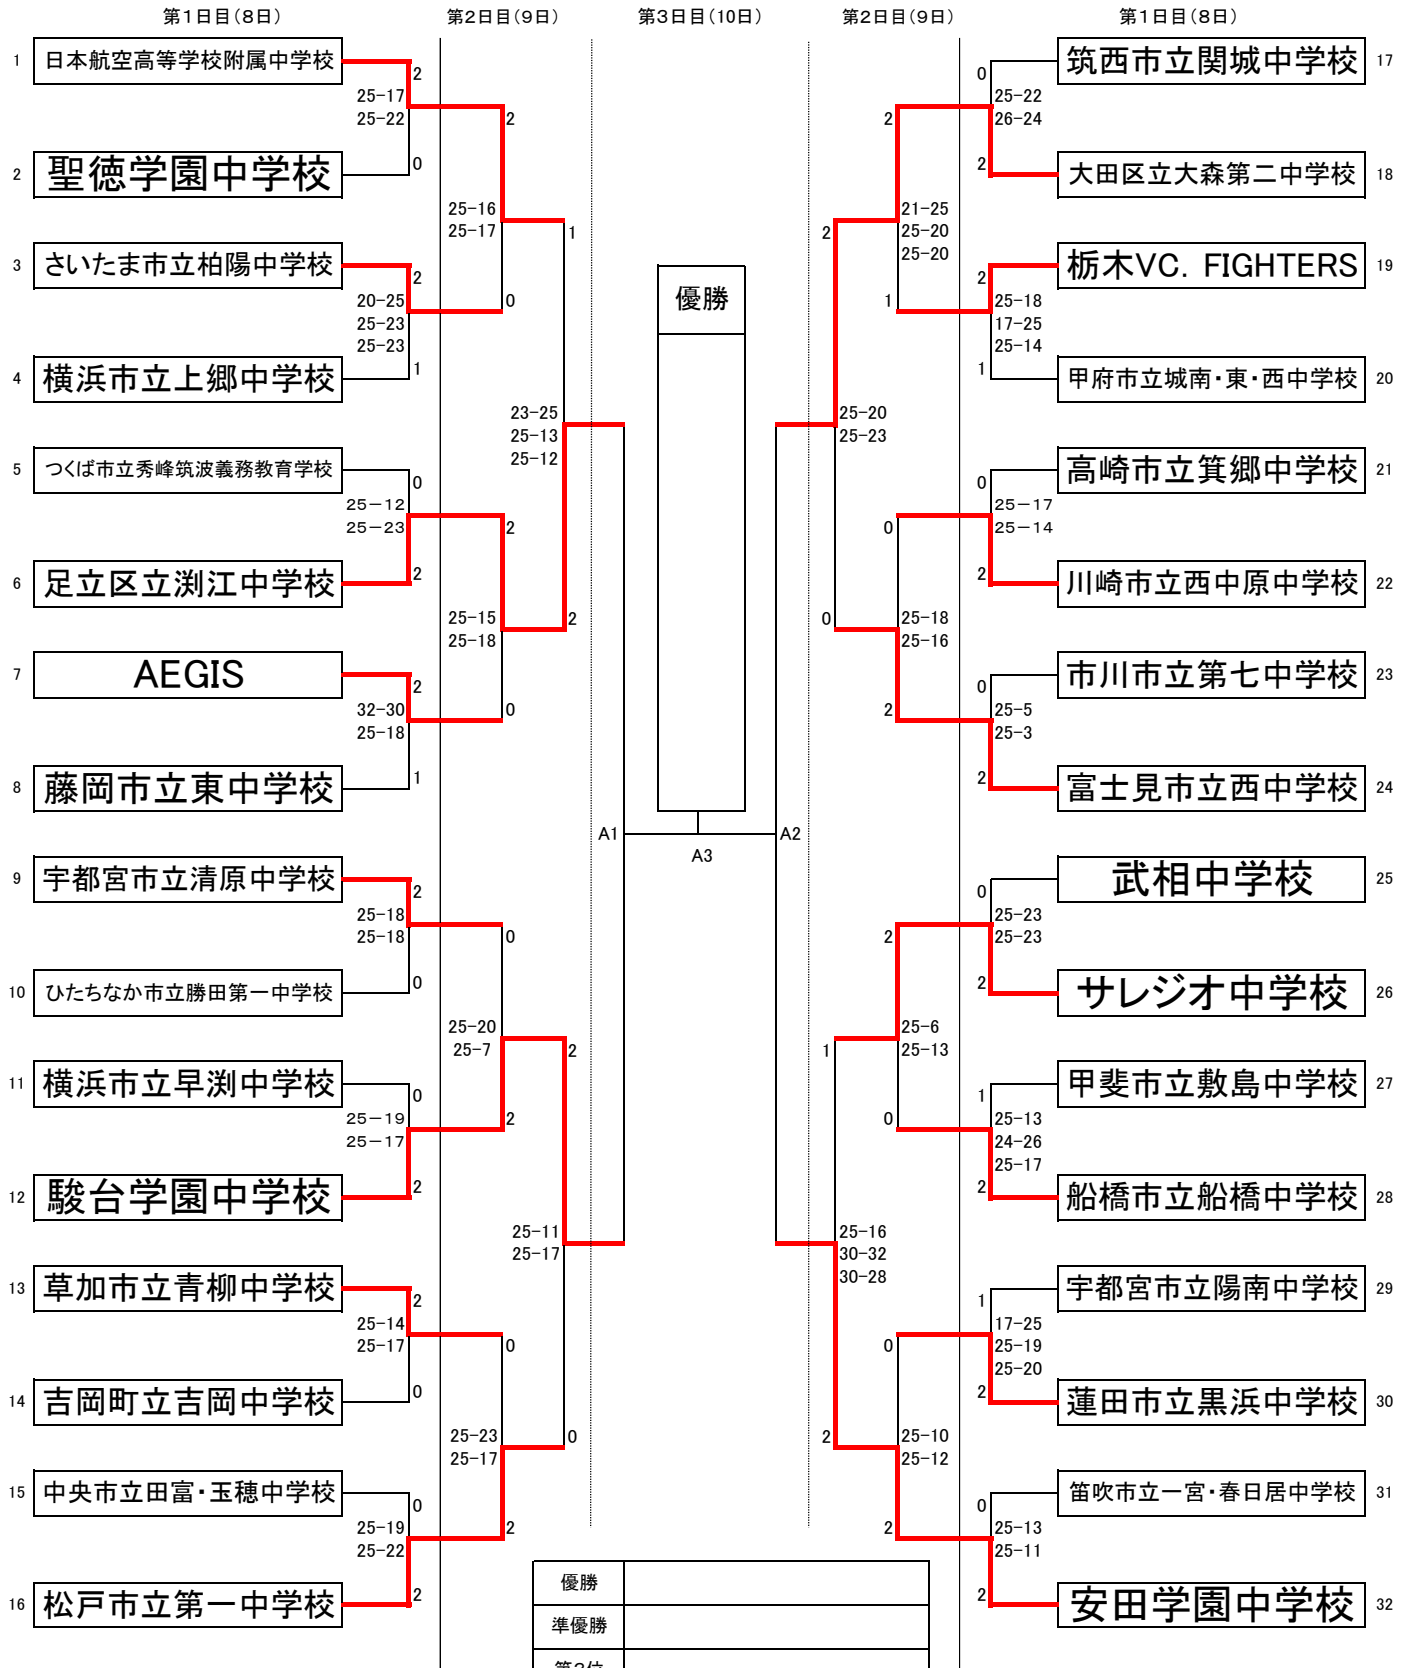 第1日目(8日)
第2日目(9日)
第3日目(10日)
第2日目(9日)
第1日目(8日)
1 日本航空高等学校附属中学校
2
25-17
25-22
0
2 聖徳学園中学校
2
25-16
25-17
0
3 さいたま市立柏陽中学校
2
20-25
25-23
25-23
1
4 横浜市立上郷中学校
1
23-25
25-13
25-12
2
5 つくば市立秀峰筑波義務教育学校
0
25-12
25-23
2
6 足立区立渕江中学校
2
25-15
25-18
0
7 AEGIS
2
32-30
25-18
1
8 藤岡市立東中学校
9 宇都宮市立清原中学校
2
25-18
25-18
0
10 ひたちなか市立勝田第一中学校
0
25-20
25-7
2
11 横浜市立早渕中学校
0
25-19
25-17
2
12 駿台学園中学校
2
25-11
25-17
0
13 草加市立青柳中学校
2
25-14
25-17
0
14 吉岡町立吉岡中学校
0
25-23
25-17
2
15 中央市立田富・玉穂中学校
0
25-19
25-22
2
16 松戸市立第一中学校
優勝
A1
A2
A3
筑西市立関城中学校 17
0
25-22
26-24
2
大田区立大森第二中学校 18
2
21-25
25-20
25-20
1
栃木VC. FIGHTERS 19
2
25-18
17-25
25-14
1
甲府市立城南・東・西中学校 20
2
25-20
25-23
0
高崎市立箕郷中学校 21
0
25-17
25-14
2
川崎市立西中原中学校 22
0
25-18
25-16
2
市川市立第七中学校 23
0
25-5
25-3
2
富士見市立西中学校 24
武相中学校 25
0
25-23
25-23
2
サレジオ中学校 26
2
25-6
25-13
0
甲斐市立敷島中学校 27
1
25-13
24-26
25-17
2
船橋市立船橋中学校 28
1
25-16
30-32
30-28
2
宇都宮市立陽南中学校 29
1
17-25
25-19
25-20
2
蓮田市立黒浜中学校 30
0
25-10
25-12
2
笛吹市立一宮・春日居中学校 31
0
25-13
25-11
2
安田学園中学校 32
優勝
準優勝
第3位